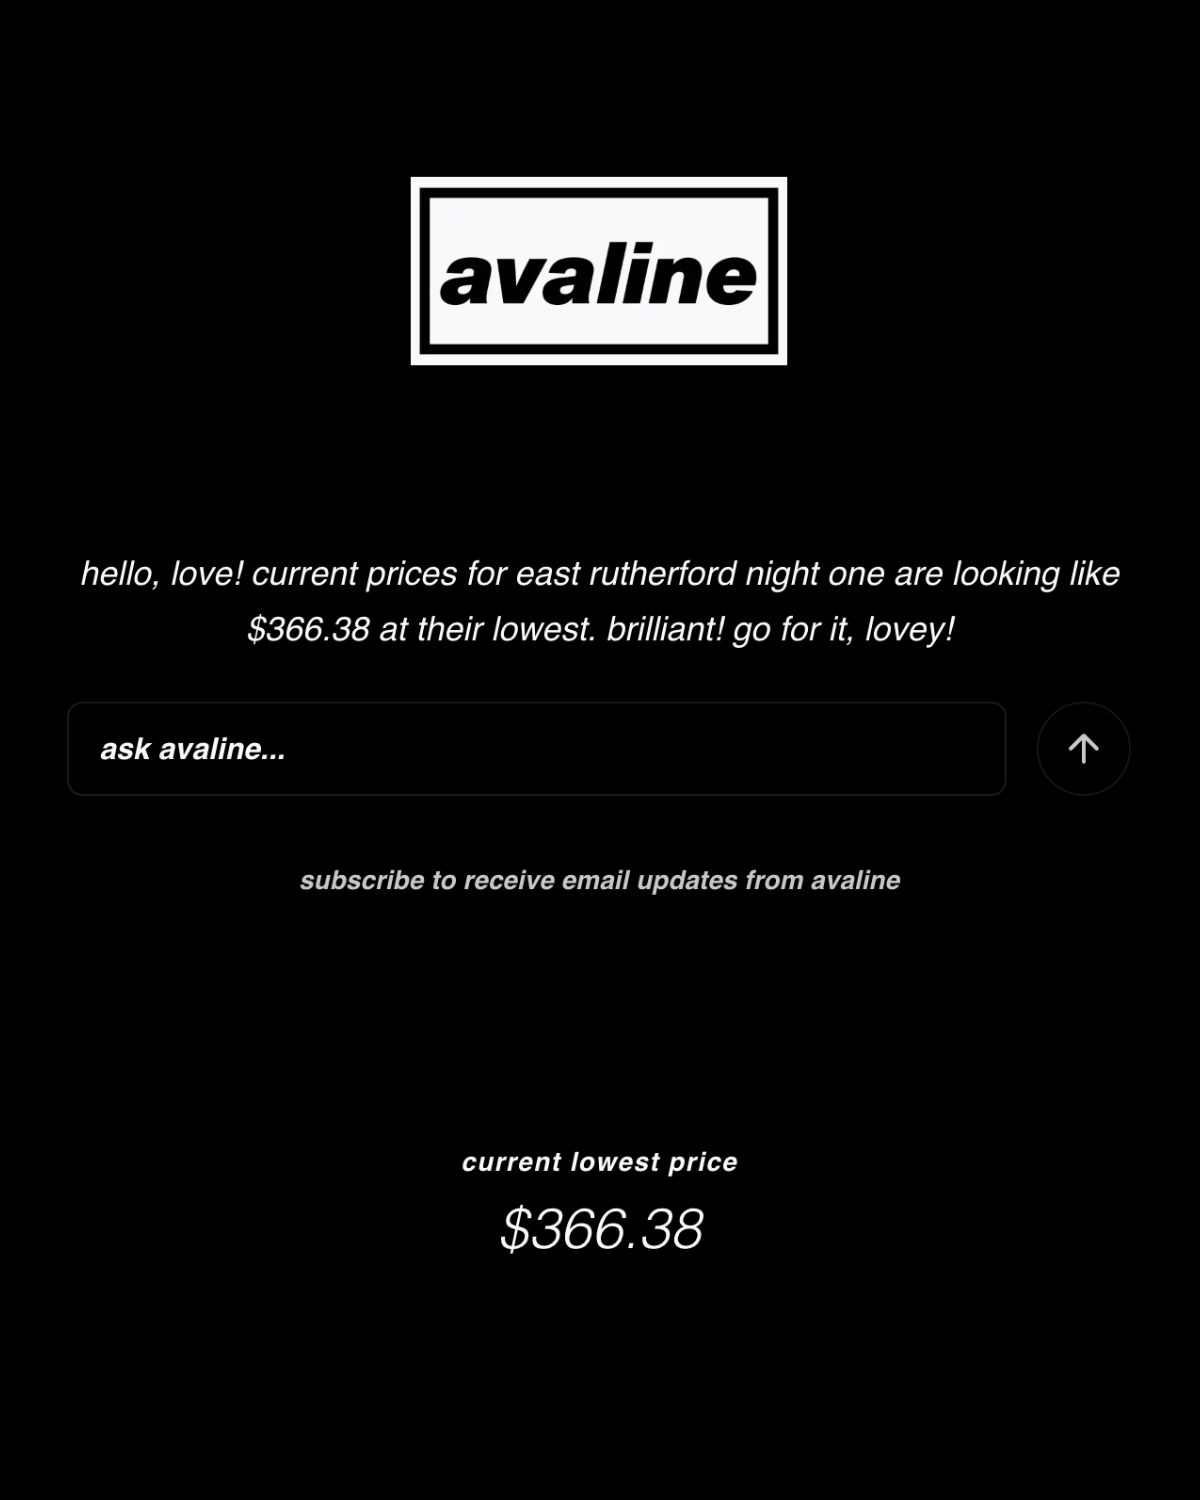 avaline
hello, love! current prices for east rutherford night one are looking like
$366.38 at their lowest. brilliant! go for it, lovey!
ask avaline...
subscribe to receive email updates from avaline
current lowest price
$366.38